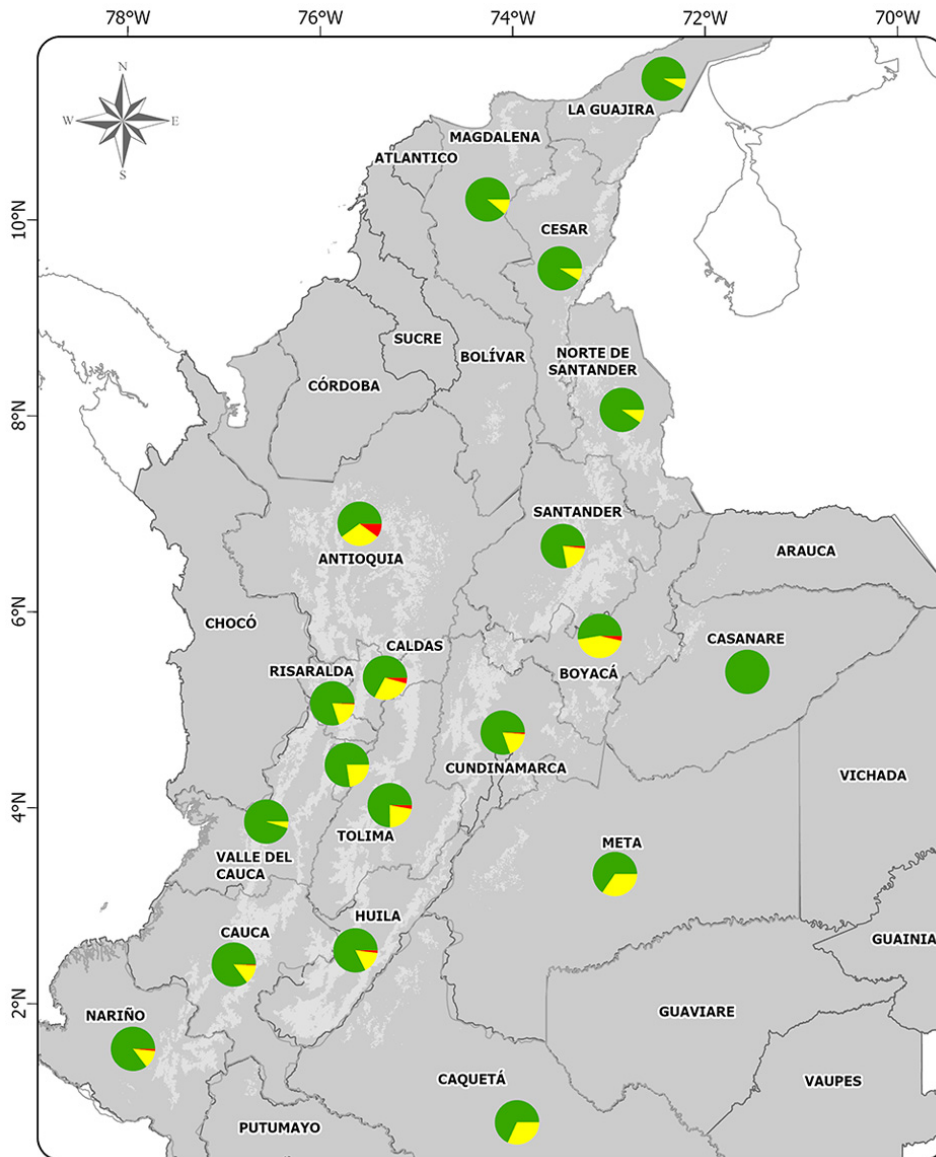 78°W
76°W
74°W
72°W
70°W
N
W
E
S
LA GUAJIRA
MAGDALENA
ATLANTICO
10°N
CESAR
SUCRE
BOLÍVAR
NORTE DE
SANTANDER
CÓRDOBA
8°N
SANTANDER
ANTIOQUIA
ARAUCA
6°N
CHOCÓ
CALDAS
CASANARE
RISARALDA
BOYACÁ
CUNDINAMARCA
VICHADA
4°N
TOLIMA
META
VALLE DEL
CAUCA
HUILA
CAUCA
GUAINIA
2°N
NARIÑO
GUAVIARE
CAQUETÁ
VAUPES
PUTUMAYO